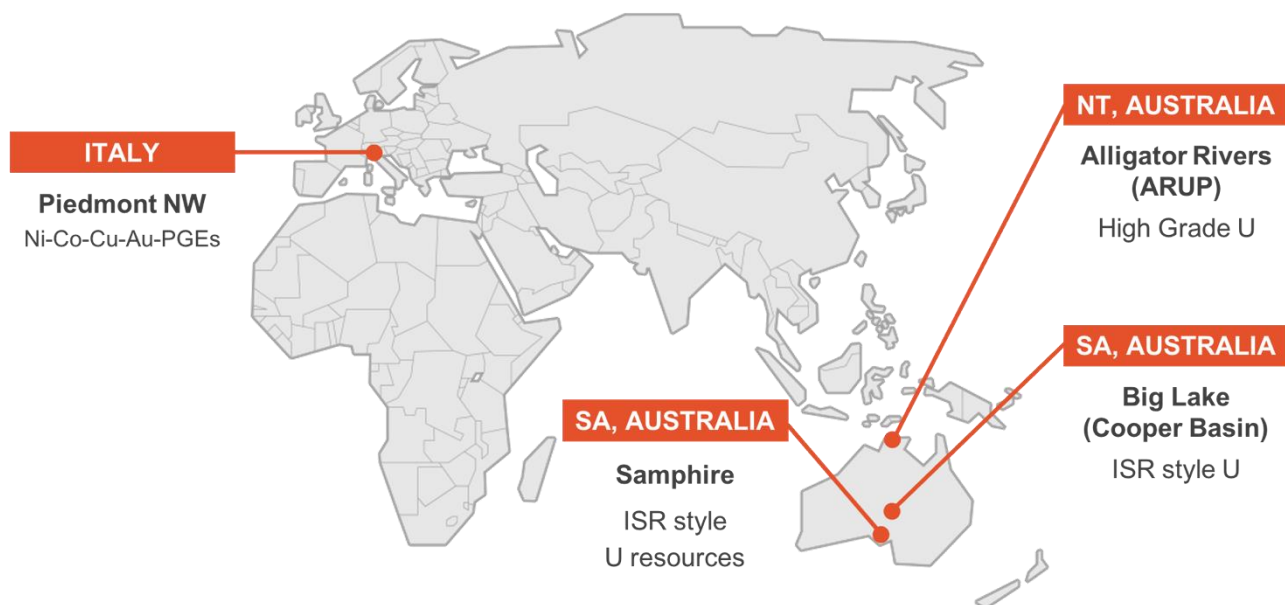 ITALY
Piedmont NW
Ni-Co-Cu-Au-PGEs
NT, AUSTRALIA
Alligator Rivers
(ARUP)
High Grade U
SA, AUSTRALIA
Big Lake
(Cooper Basin)
ISR style U
SA, AUSTRALIA
Samphire
ISR style
U resources